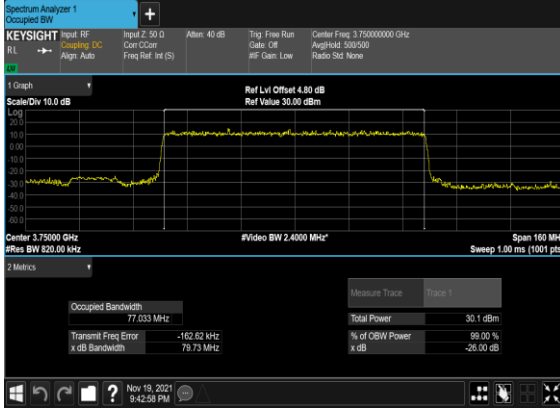 Spectrum Analyzer 1
Occupied BW
+
KEYSIGHT
RL
LXI
Input: RF
Coupling: DC
Align: Auto
Input Z: 50 Ω
Corr CCorr
Freq Ref: Int (S)
Atten: 40 dB
Trig: Free Run
Gate: Off
#IF Gain: Low
Center Freq: 3.750000000 GHz
Avg|Hold: 500/500
Radio Std: None
1 Graph
Scale/Div 10.0 dB
Ref Lvl Offset 4.80 dB
Ref Value 30.00 dBm
Log
20.0
10.0
0.00
-10.0
-20.0
-30.0
-40.0
-50.0
-60.0
Center 3.75000 GHz
#Res BW 820.00 kHz
#Video BW 2.4000 MHz*
Span 160 MH
Sweep 1.00 ms (1001 pts
2 Metrics
Measure Trace
Trace 1
Occupied Bandwidth
77.033 MHz
Total Power
30.1 dBm
Transmit Freq Error
-162.62 kHz
% of OBW Power
99.00 %
x dB Bandwidth
79.73 MHz
x dB
-26.00 dB
?
Nov 19, 2021
9:42:58 PM